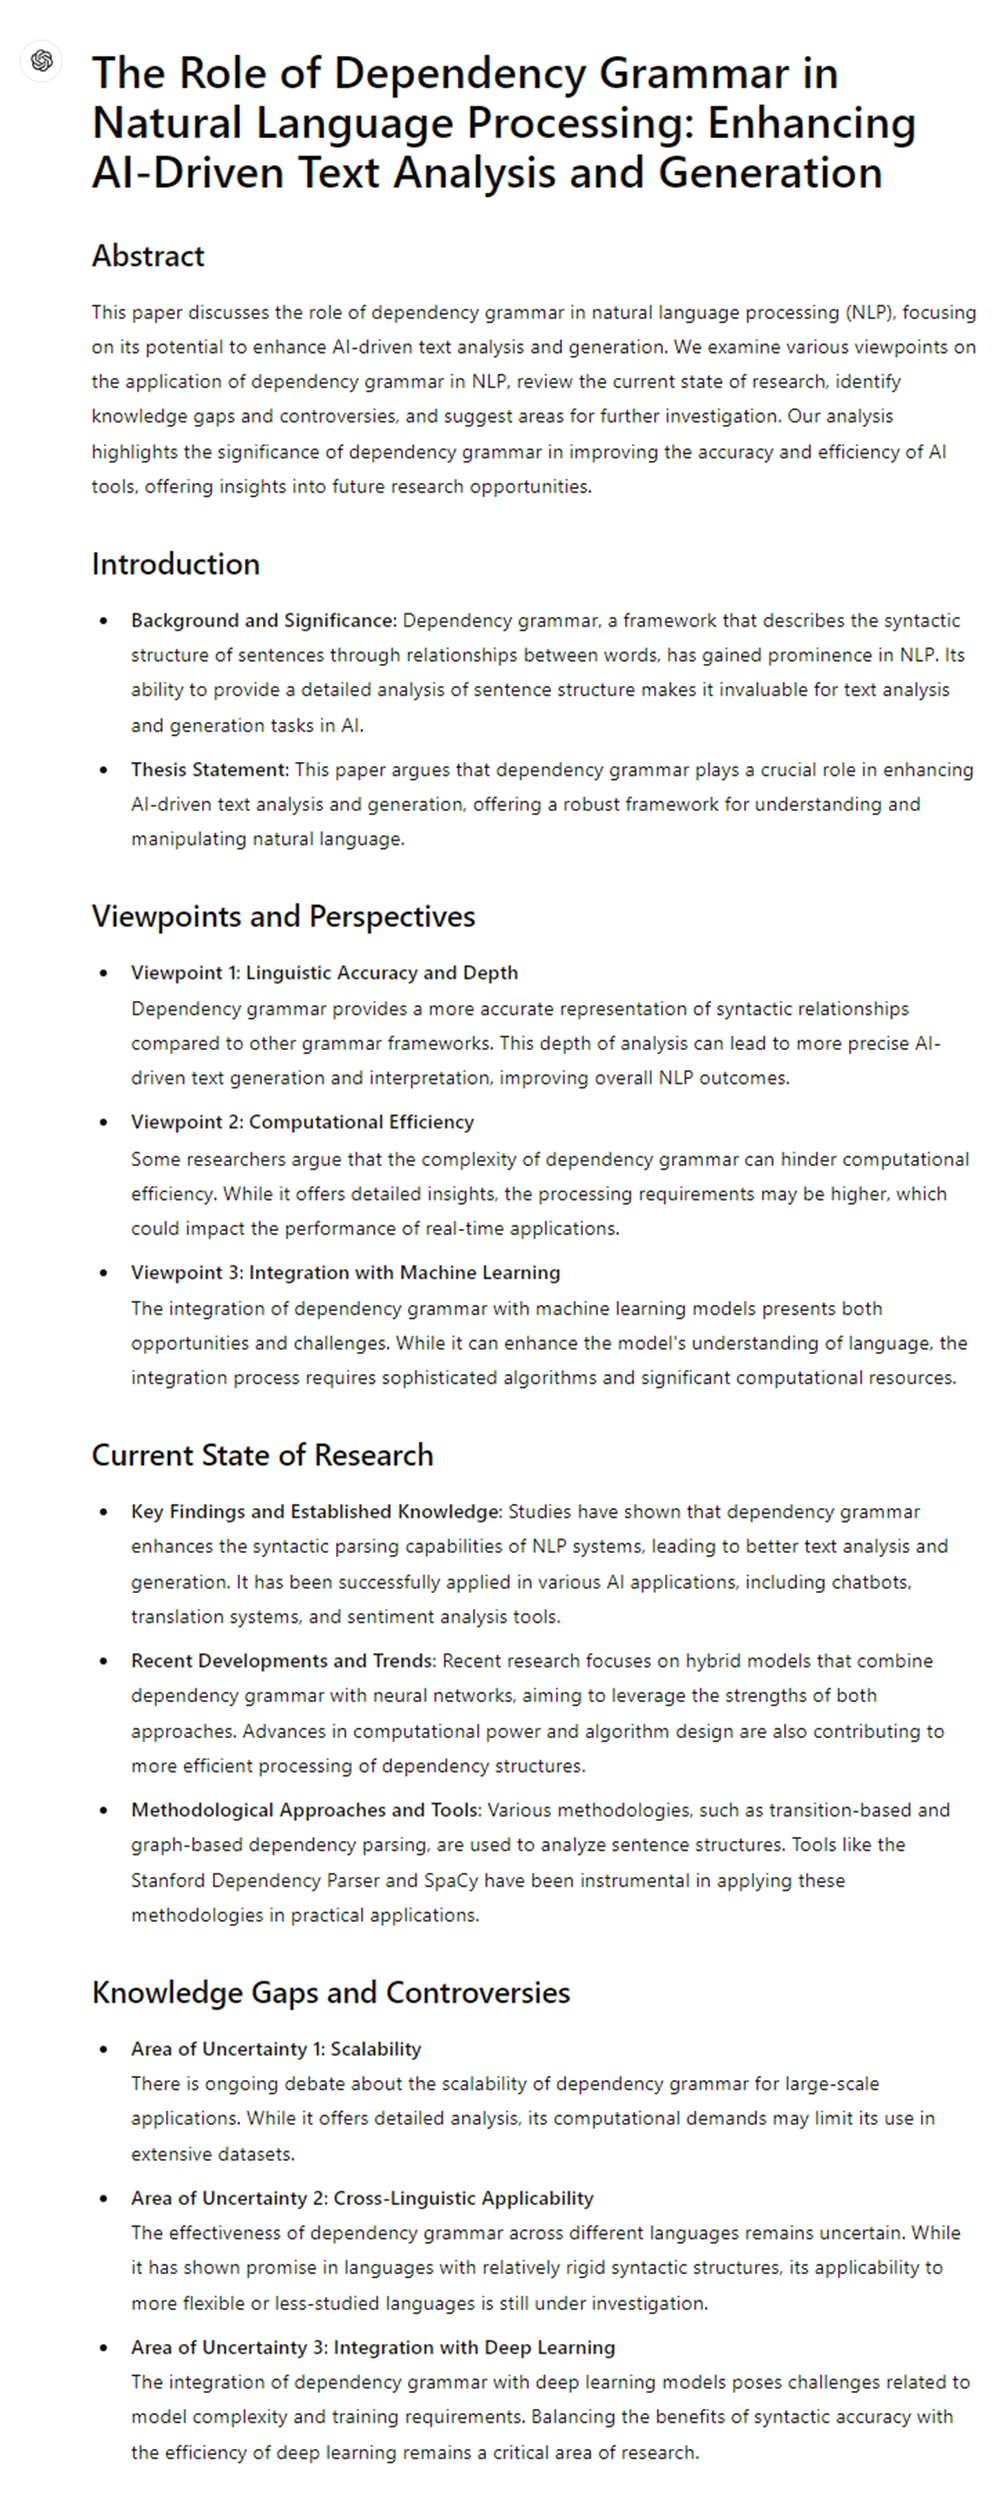 The Role of Dependency Grammar in
Natural Language Processing: Enhancing
AI-Driven Text Analysis and Generation
Abstract
This paper discusses the role of dependency grammar in natural language processing (NLP), focusing
on its potential to enhance AI-driven text analysis and generation. We examine various viewpoints on
the application of dependency grammar in NLP, review the current state of research, identify
knowledge gaps and controversies, and suggest areas for further investigation. Our analysis
highlights the significance of dependency grammar in improving the accuracy and efficiency of AI
tools, offering insights into future research opportunities.
Introduction
• Background and Significance: Dependency grammar, a framework that describes the syntactic
structure of sentences through relationships between words, has gained prominence in NLP. Its
ability to provide a detailed analysis of sentence structure makes it invaluable for text analysis
and generation tasks in AI.
• Thesis Statement: This paper argues that dependency grammar plays a crucial role in enhancing
AI-driven text analysis and generation, offering a robust framework for understanding and
manipulating natural language.
Viewpoints and Perspectives
• Viewpoint 1: Linguistic Accuracy and Depth
Dependency grammar provides a more accurate representation of syntactic relationships
compared to other grammar frameworks. This depth of analysis can lead to more precise AI-
driven text generation and interpretation, improving overall NLP outcomes.
• Viewpoint 2: Computational Efficiency
Some researchers argue that the complexity of dependency grammar can hinder computational
efficiency. While it offers detailed insights, the processing requirements may be higher, which
could impact the performance of real-time applications.
• Viewpoint 3: Integration with Machine Learning
The integration of dependency grammar with machine learning models presents both
opportunities and challenges. While it can enhance the model's understanding of language, the
integration process requires sophisticated algorithms and significant computational resources.
Current State of Research
• Key Findings and Established Knowledge: Studies have shown that dependency grammar
enhances the syntactic parsing capabilities of NLP systems, leading to better text analysis and
generation. It has been successfully applied in various AI applications, including chatbots,
translation systems, and sentiment analysis tools.
• Recent Developments and Trends: Recent research focuses on hybrid models that combine
dependency grammar with neural networks, aiming to leverage the strengths of both
approaches. Advances in computational power and algorithm design are also contributing to
more efficient processing of dependency structures.
• Methodological Approaches and Tools: Various methodologies, such as transition-based and
graph-based dependency parsing, are used to analyze sentence structures. Tools like the
Stanford Dependency Parser and SpaCy have been instrumental in applying these
methodologies in practical applications.
Knowledge Gaps and Controversies
• Area of Uncertainty 1: Scalability
There is ongoing debate about the scalability of dependency grammar for large-scale
applications. While it offers detailed analysis, its computational demands may limit its use in
extensive datasets.
• Area of Uncertainty 2: Cross-Linguistic Applicability
The effectiveness of dependency grammar across different languages remains uncertain. While
it has shown promise in languages with relatively rigid syntactic structures, its applicability to
more flexible or less-studied languages is still under investigation.
• Area of Uncertainty 3: Integration with Deep Learning
The integration of dependency grammar with deep learning models poses challenges related to
model complexity and training requirements. Balancing the benefits of syntactic accuracy with
the efficiency of deep learning remains a critical area of research.